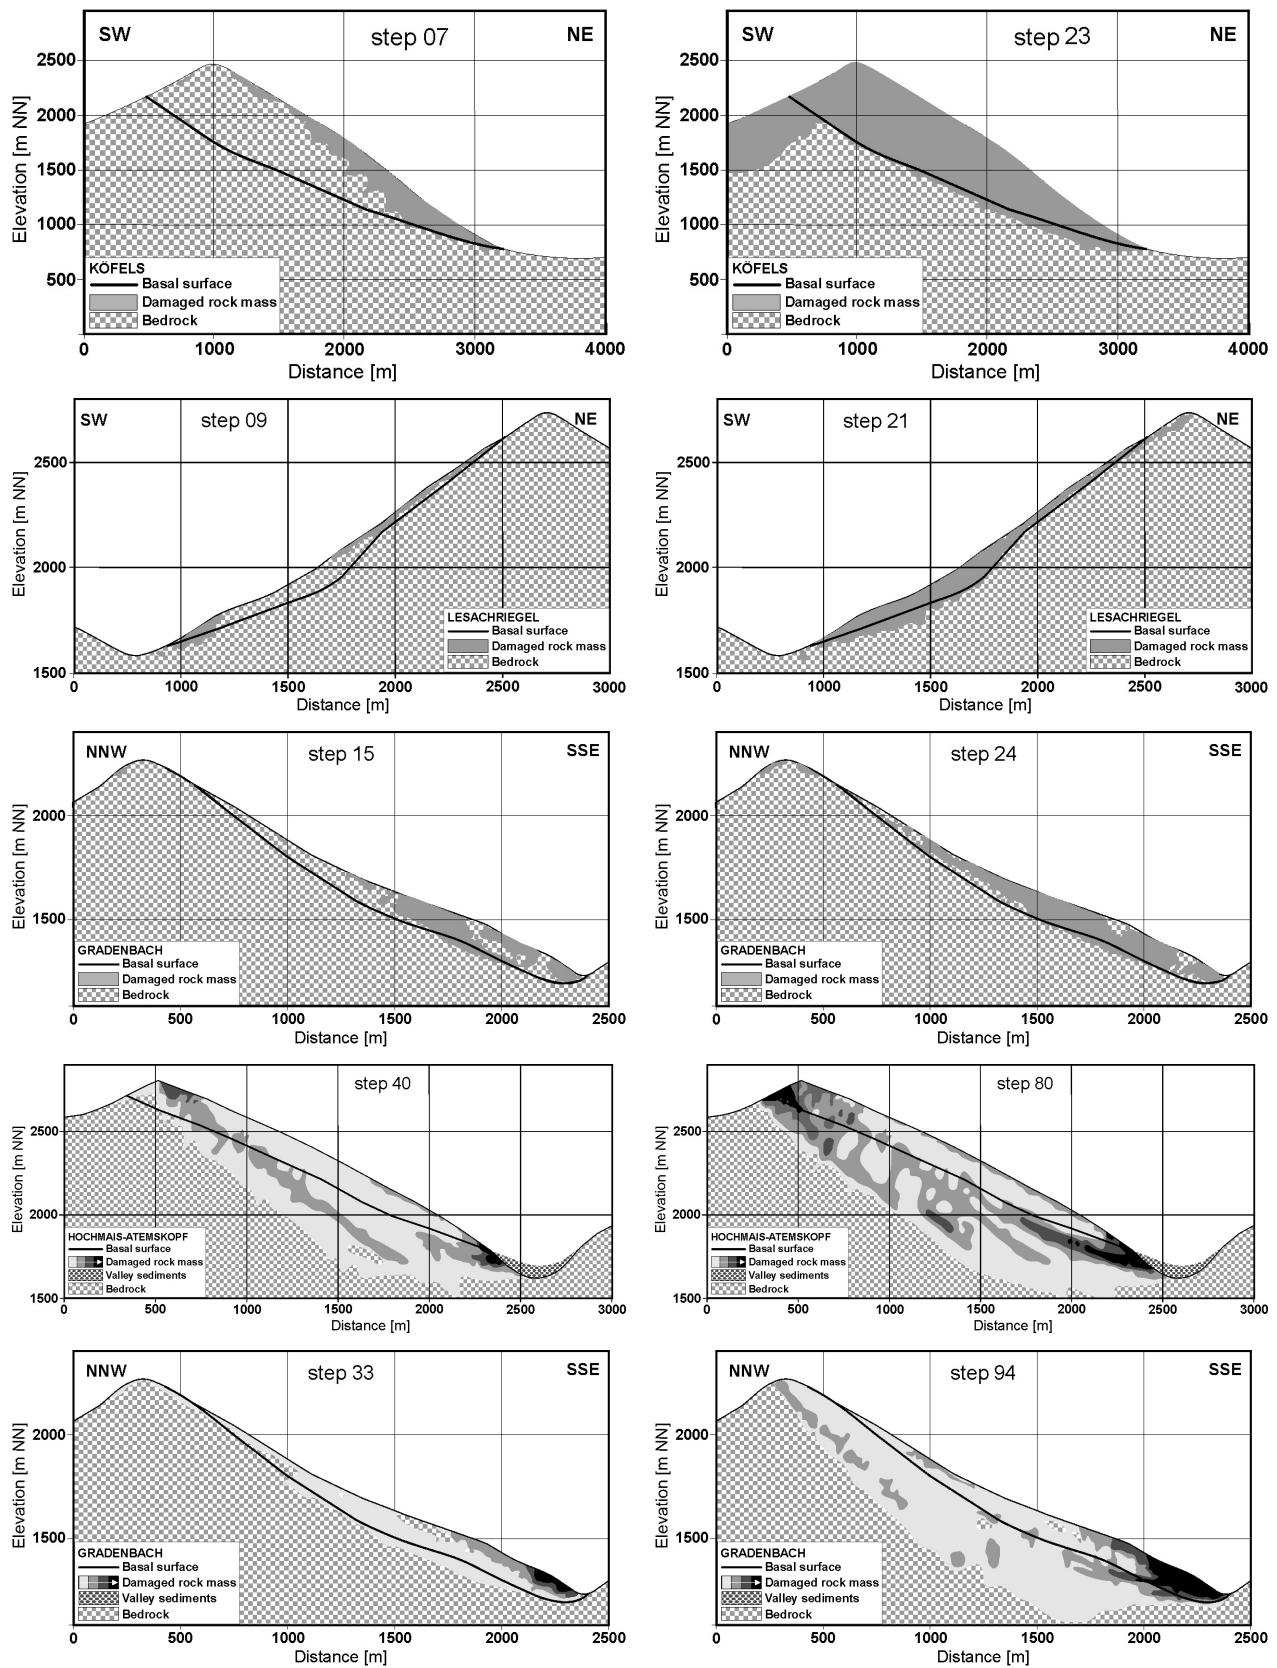 SW step 07 NE
2500
2000
1500
1000
500
Elevation [m NN]
KÖFELS
Basal surface
Damaged rock mass
Bedrock
0 1000 2000 3000 4000
Distance [m]
SW step 23 NE
2500
2000
1500
1000
500
Elevation [m NN]
KÖFELS
Basal surface
Damaged rock mass
Bedrock
0 1000 2000 3000 4000
Distance [m]
SW step 09 NE
2500
2000
1500
Elevation [m NN]
LESACHRIEGEL
Basal surface
Damaged rock mass
Bedrock
0 1000 1500 2000 2500 3000
Distance [m]
SW step 21 NE
2500
2000
1500
Elevation [m NN]
LESACHRIEGEL
Basal surface
Damaged rock mass
Bedrock
0 1000 1500 2000 2500 3000
Distance [m]
NNW step 15 SSE
2000
1500
Elevation [m NN]
GRADENBACH
Basal surface
Damaged rock mass
Bedrock
0 500 1000 1500 2000 2500
Distance [m]
NNW step 24 SSE
2000
1500
Elevation [m NN]
GRADENBACH
Basal surface
Damaged rock mass
Bedrock
0 500 1000 1500 2000 2500
Distance [m]
step 40
2500
2000
1500
Elevation [m NN]
HOCHMAIS-ATEMSKOPF
Basal surface
Damaged rock mass
Valley sediments
Bedrock
0 500 1000 1500 2000 2500 3000
Distance [m]
step 80
2500
2000
1500
Elevation [m NN]
HOCHMAIS-ATEMSKOPF
Basal surface
Damaged rock mass
Valley sediments
Bedrock
0 500 1000 1500 2000 2500 3000
Distance [m]
NNW step 33 SSE
2000
1500
Elevation [m NN]
GRADENBACH
Basal surface
Damaged rock mass
Valley sediments
Bedrock
0 500 1000 1500 2000 2500
Distance [m]
NNW step 94 SSE
2000
1500
Elevation [m NN]
GRADENBACH
Basal surface
Damaged rock mass
Valley sediments
Bedrock
0 500 1000 1500 2000 2500
Distance [m]